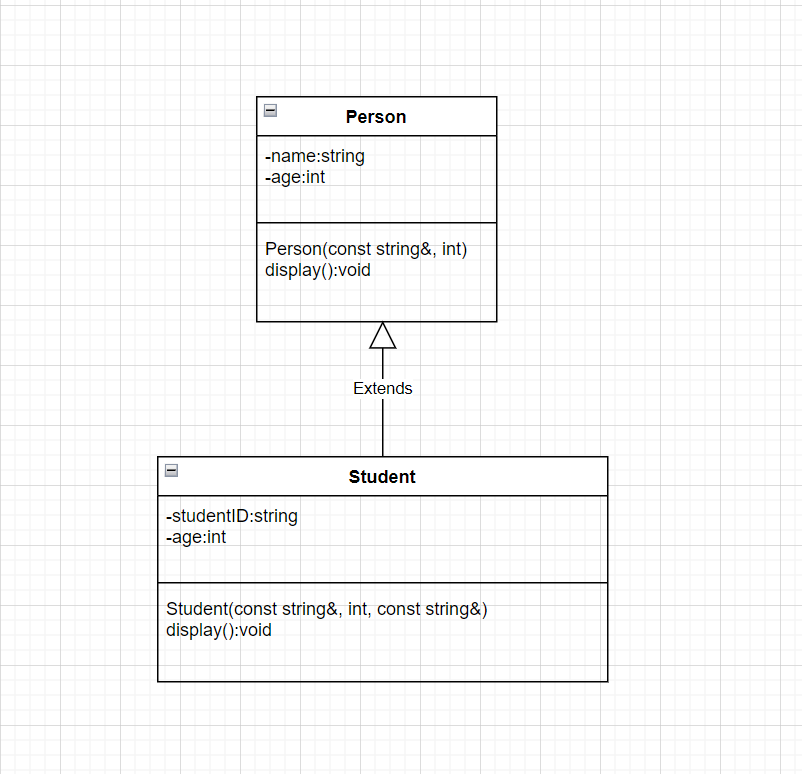 Person
-name:string
-age:int
Person(const string&, int)
display():void
Extends
Student
-studentID:string
-age:int
Student(const string&, int, const string&)
display():void